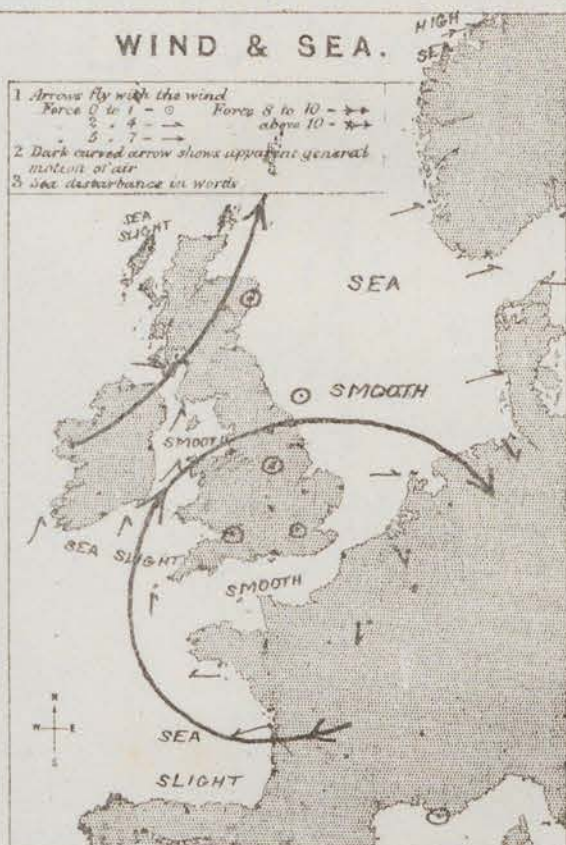 WIND & SEA.
1 Arrows fly with the wind
Force 0 to 1 - ⊙ Force 8 to 10 -
" 2 " 4 - above 10 -
" 5 " 7 -
2 Dark curved arrow shows apparent general
motion of air
3 Sea disturbance in words
HIGH
SEA
SEA
SLIGHT
SEA
SMOOTH
SMOOTH
SEA SLIGHT
SMOOTH
N
W E
S
SEA
SLIGHT